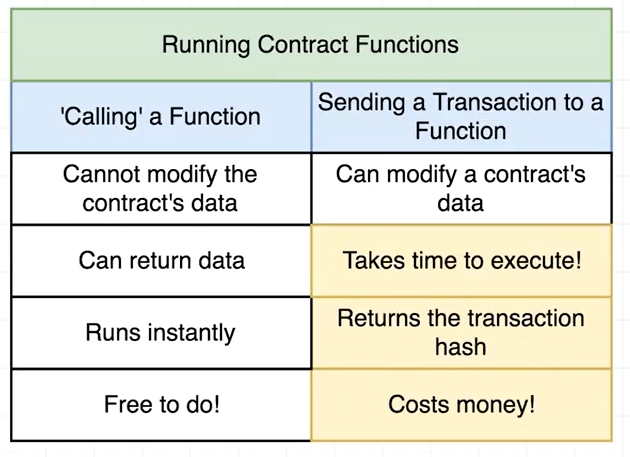 Running Contract Functions
'Calling' a Function
Sending a Transaction to a
Function
Cannot modify the
contract's data
Can modify a contract's
data
Can return data
Takes time to execute!
Runs instantly
Returns the transaction
hash
Free to do!
Costs money!